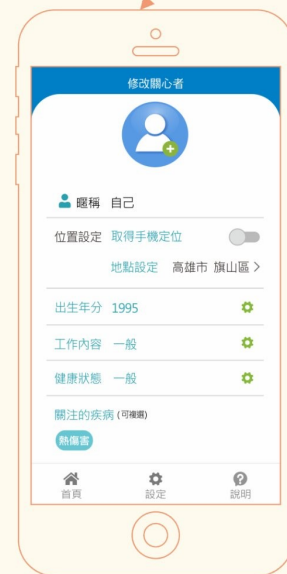 修改關心者
暱稱 自己
位置設定 取得手機定位
地點設定 高雄市 旗山區 >
出生年分 1995
工作內容 一般
健康狀態 一般
關注的疾病 (可複選)
熱傷害
首頁 設定 說明